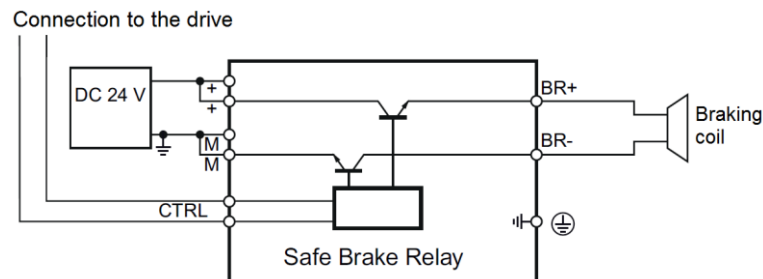 Connection to the drive
DC 24 V
+
+
M
M
CTRL
BR+
BR-
Braking
coil
Safe Brake Relay